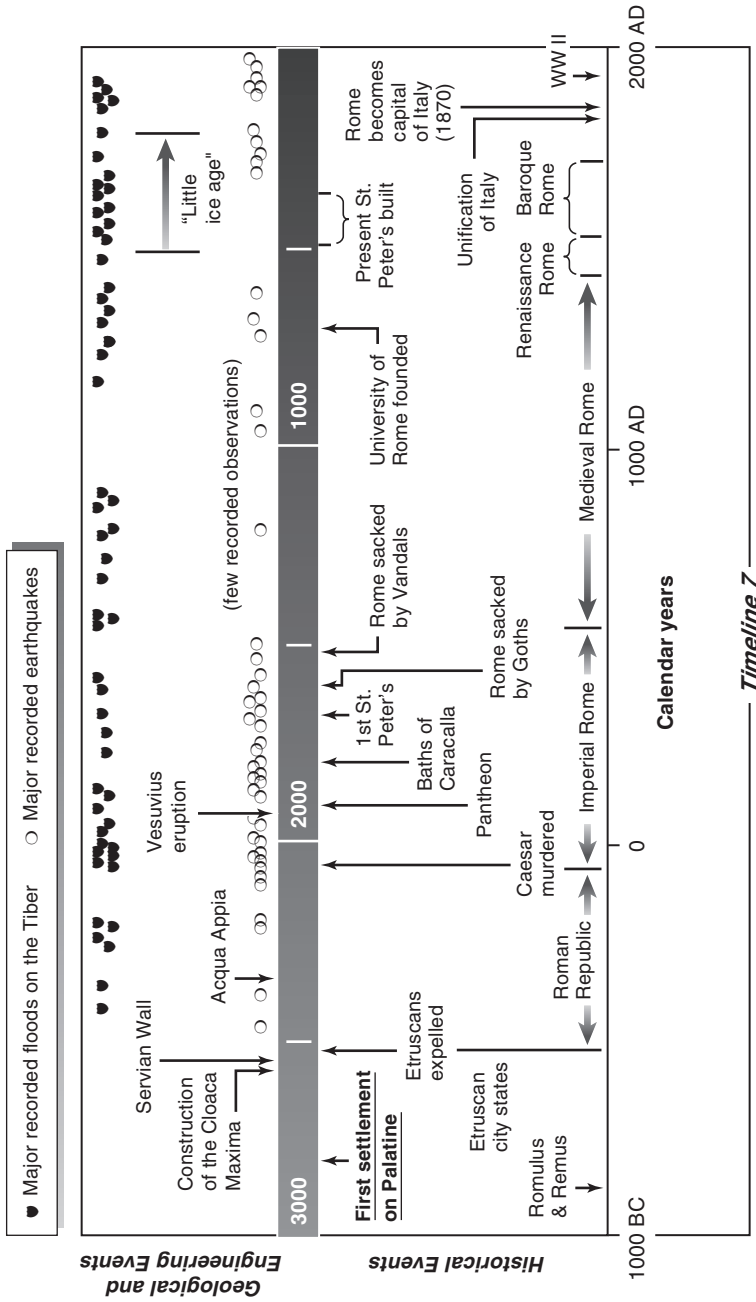 Major recorded floods on the Tiber
Major recorded earthquakes
Geological and
Engineering Events
Servian Wall
Construction
of the Cloaca
Maxima
Acqua Appia
Vesuvius
eruption
(few recorded observations)
"Little
ice age"
3000
2000
1000
Historical Events
First settlement
on Palatine
Romulus
& Remus
Etruscan
city states
Etruscans
expelled
Roman
Republic
Caesar
murdered
Pantheon
Baths of
Caracalla
1st St.
Peter's
Rome sacked
by Goths
Rome sacked
by Vandals
Imperial Rome
University of
Rome founded
Medieval Rome
Present St.
Peter's built
Renaissance
Rome
Baroque
Rome
Unification
of Italy
Rome
becomes
capital
of Italy
(1870)
WW II
1000 BC
0
1000 AD
2000 AD
Calendar years